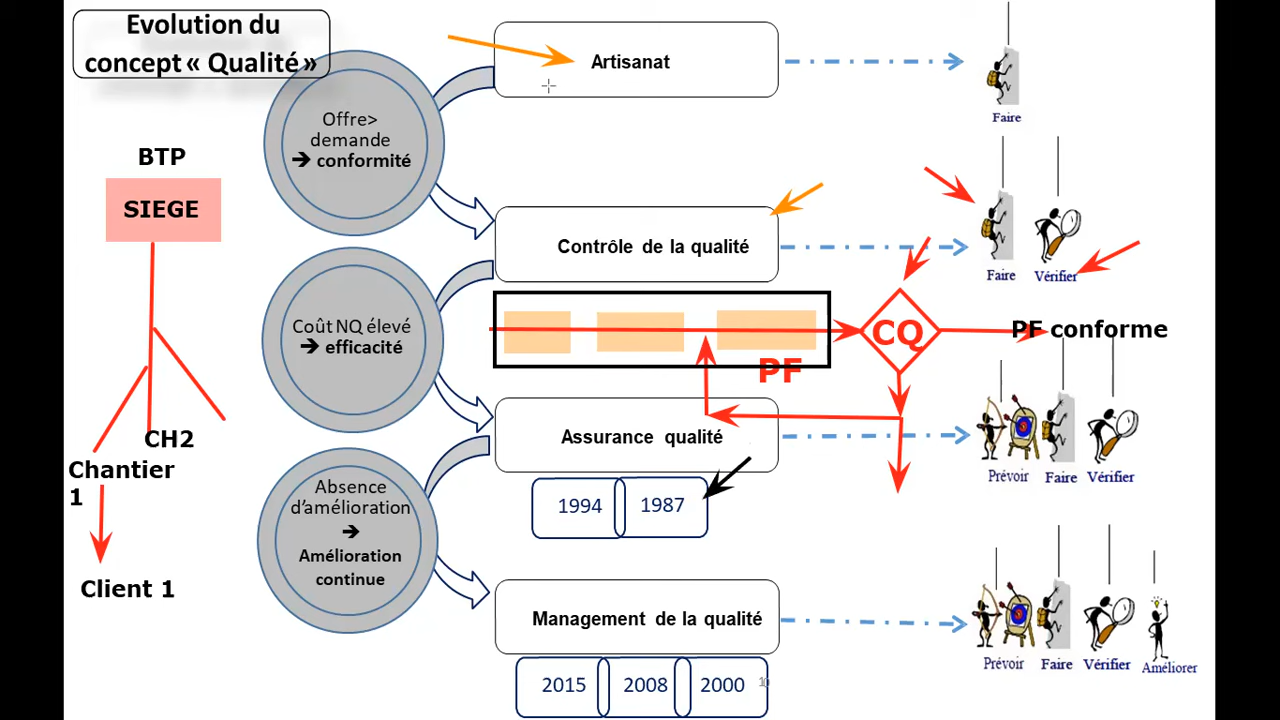 Evolution du
concept « Qualité »
Artisanat
Faire
Offre>
demande
➔ conformité
BTP
SIEGE
Contrôle de la qualité
Faire Vérifier
Coût NQ élevé
➔ efficacité
CQ
PF conforme
PF
Assurance qualité
Prévoir Faire Vérifier
CH2
Chantier
1
1994 1987
Absence
d'amélioration
➔
Amélioration
continue
Client 1
Management de la qualité
Prévoir Faire Vérifier Améliorer
2015 2008 2000
10